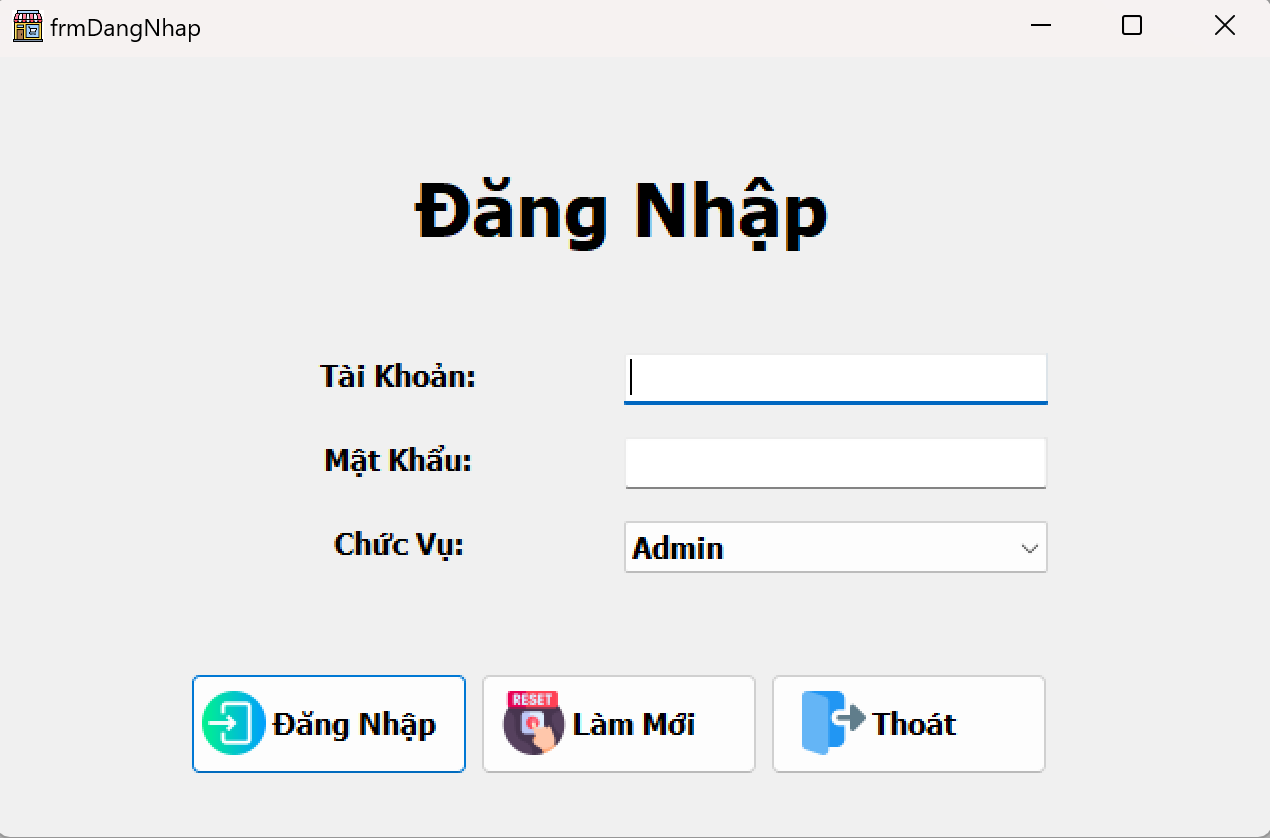 frmDangNhap
Đăng Nhập
Tài Khoản:
Mật Khẩu:
Chức Vụ: Admin
Đăng Nhập RESET Làm Mới Thoát